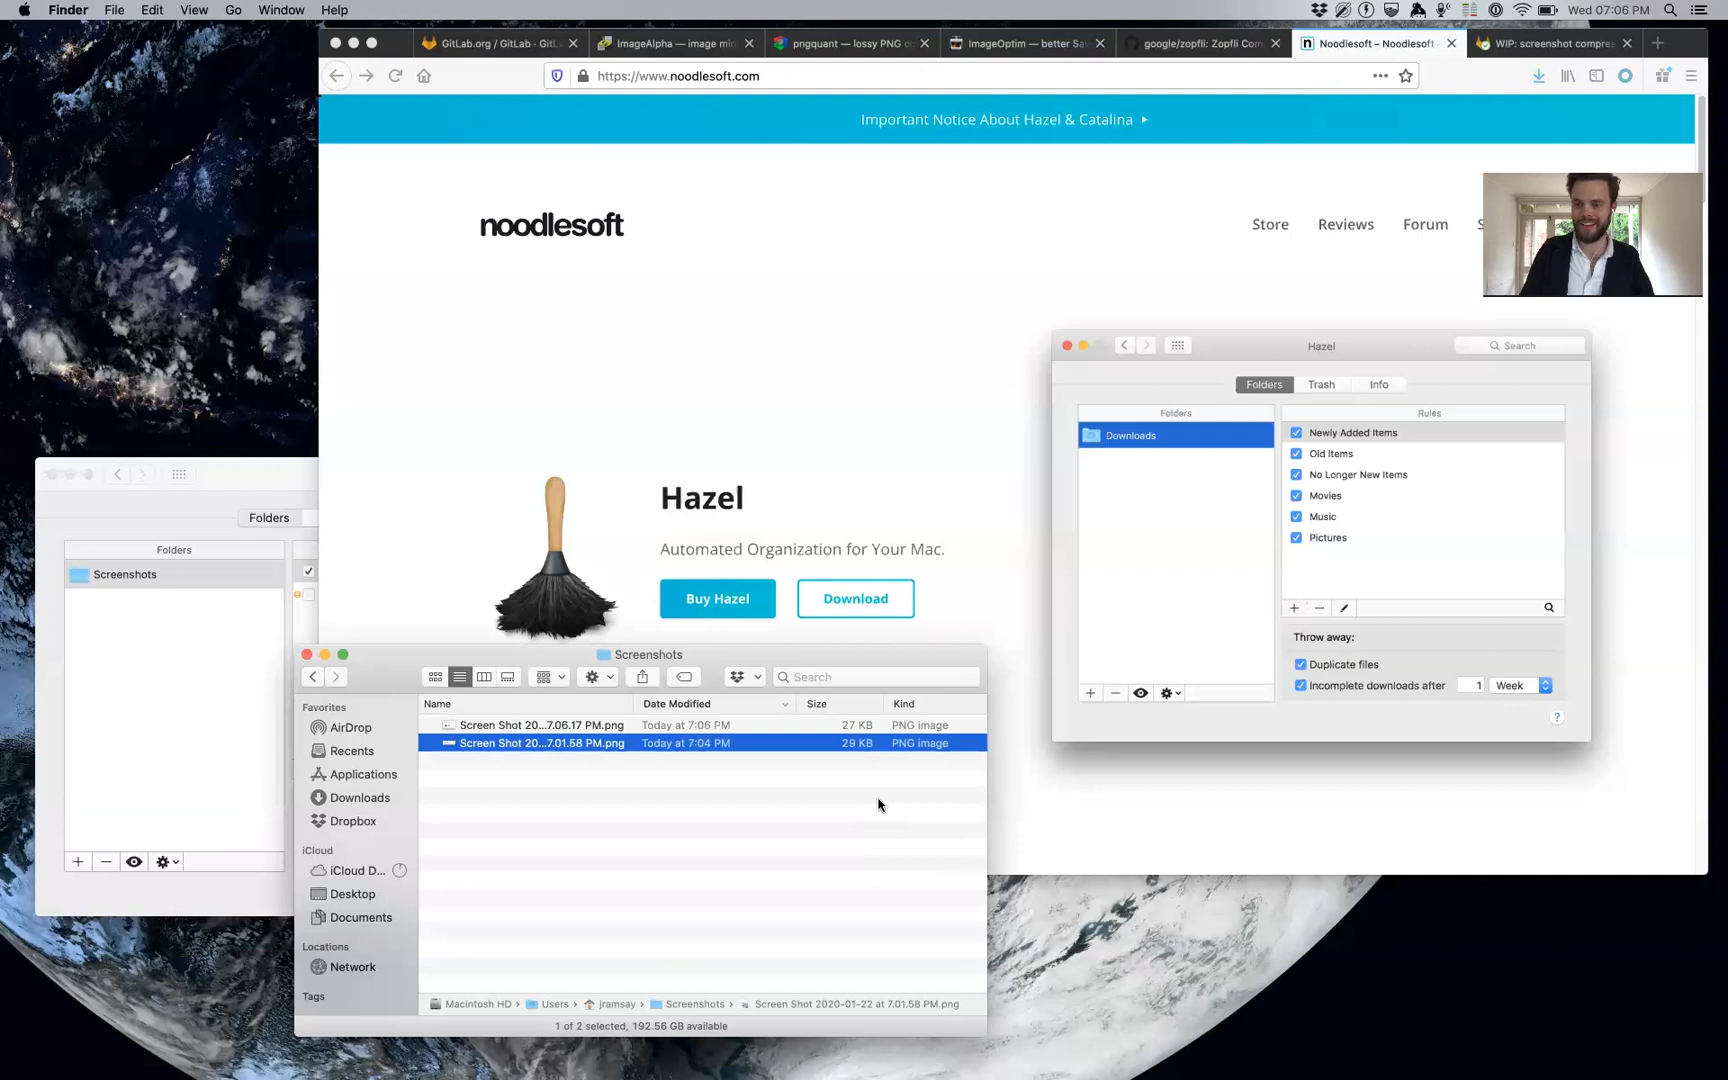 Finder File Edit View Go Window Help
Wed 07:06 PM
GitLab.org / GitLab · GitL
ImageAlpha — image mi
pngquant — lossy PNG c
ImageOptim — better Sa
google/zopfli: Zopfli Com
Noodlesoft – Noodlesoft
WIP: screenshot compre
https://www.noodlesoft.com
Important Notice About Hazel & Catalina
noodlesoft
Store Reviews Forum S
Hazel
Search
Folders Trash Info
Folders
Rules
Downloads
Newly Added Items
Old Items
No Longer New Items
Movies
Music
Pictures
Throw away:
Duplicate files
Incomplete downloads after 1 Week
?
Hazel
Automated Organization for Your Mac.
Buy Hazel
Download
Folders
Folders
Screenshots
Screenshots
Search
Favorites
AirDrop
Recents
Applications
Downloads
Dropbox
iCloud
iCloud D...
Desktop
Documents
Locations
Network
Tags
Name Date Modified Size Kind
Screen Shot 20...7.06.17 PM.png Today at 7:06 PM 27 KB PNG image
Screen Shot 20...7.01.58 PM.png Today at 7:04 PM 29 KB PNG image
Macintosh HD › Users › jramsay › Screenshots › Screen Shot 2020-01-22 at 7.01.58 PM.png
1 of 2 selected, 192.56 GB available